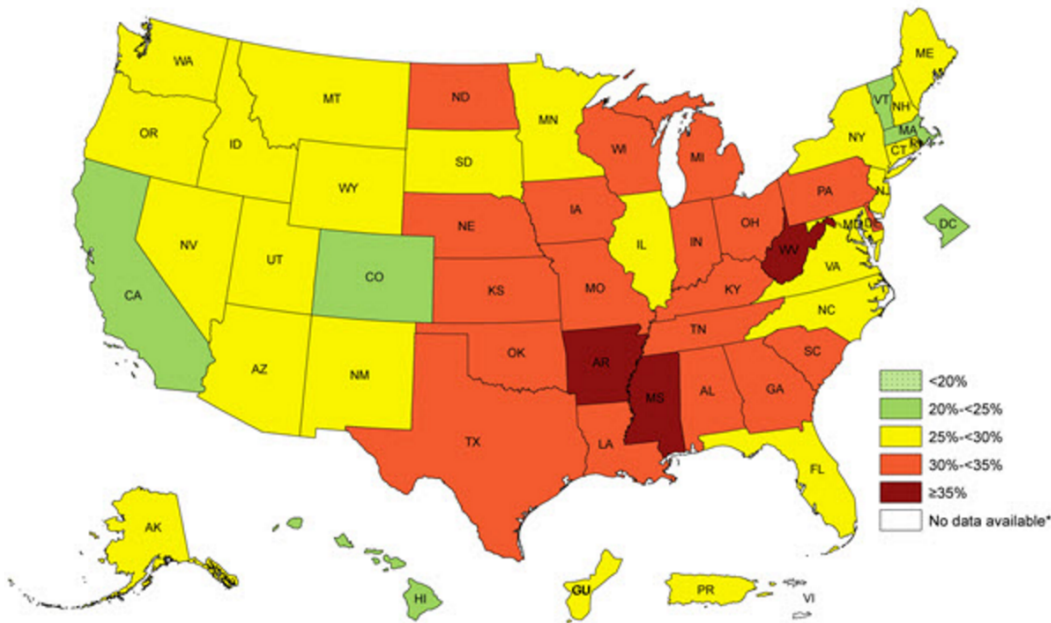 WA
MT
ND
MN
ME
VT
NH
OR
ID
SD
WI
MI
NY
MA
CT
WY
IA
PA
NJ
NE
NV
UT
CO
IL
IN
OH
MD
DE
DC
WV
CA
KS
MO
KY
VA
NC
AZ
NM
OK
AR
TN
SC
MS
AL
GA
TX
LA
FL
<20%
20%-<25%
25%-<30%
30%-<35%
≥35%
No data available*
AK
HI
GU
PR
VI